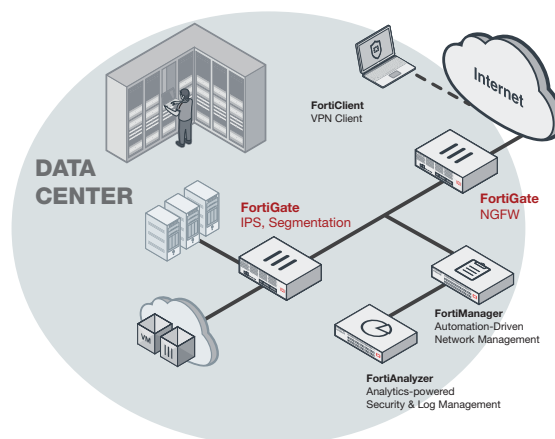 Internet
FortiClient
VPN Client
DATA
CENTER
FortiGate
NGFW
FortiGate
IPS, Segmentation
VM
FortiManager
Automation-Driven
Network Management
FortiAnalyzer
Analytics-powered
Security & Log Management